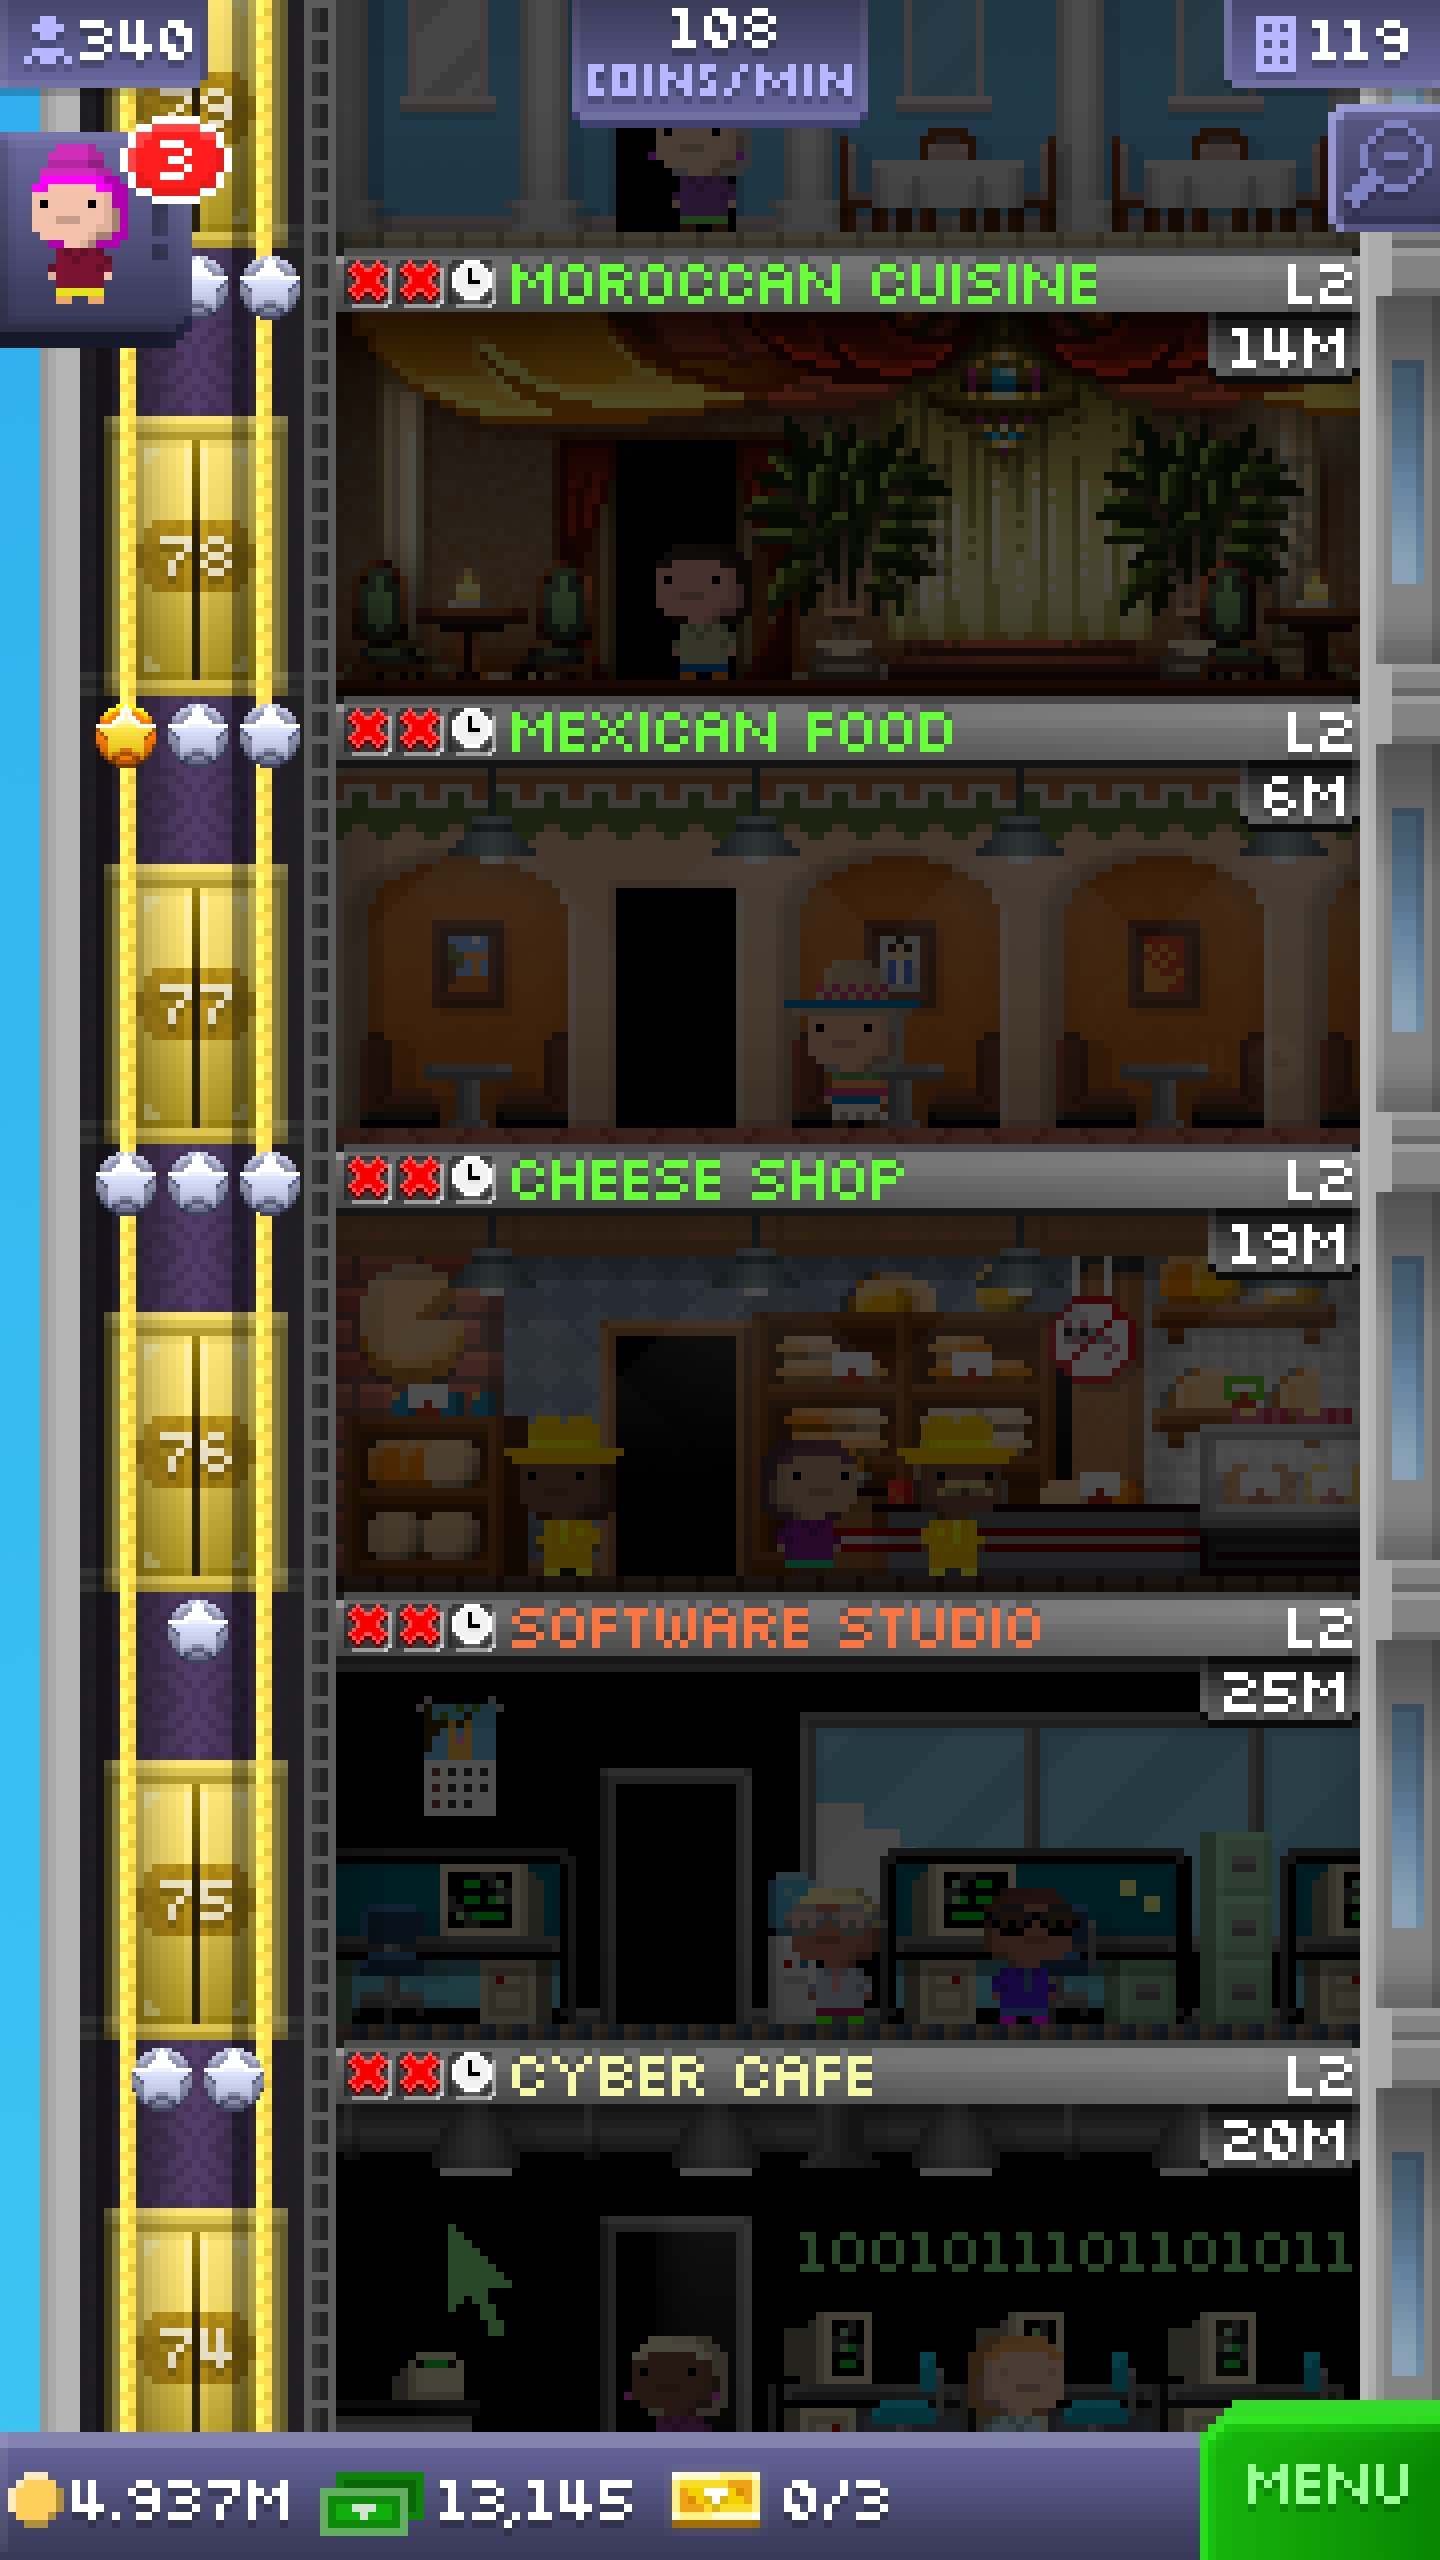 340
108
COINS/MIN
119
3
MOROCCAN CUISINE L2
14M
78
MEXICAN FOOD L2
6M
77
CHEESE SHOP L2
19M
76
SOFTWARE STUDIO L2
25M
75
CYBER CAFE L2
20M
1001011101101011
74
4.937M 13,145 0/3
MENU